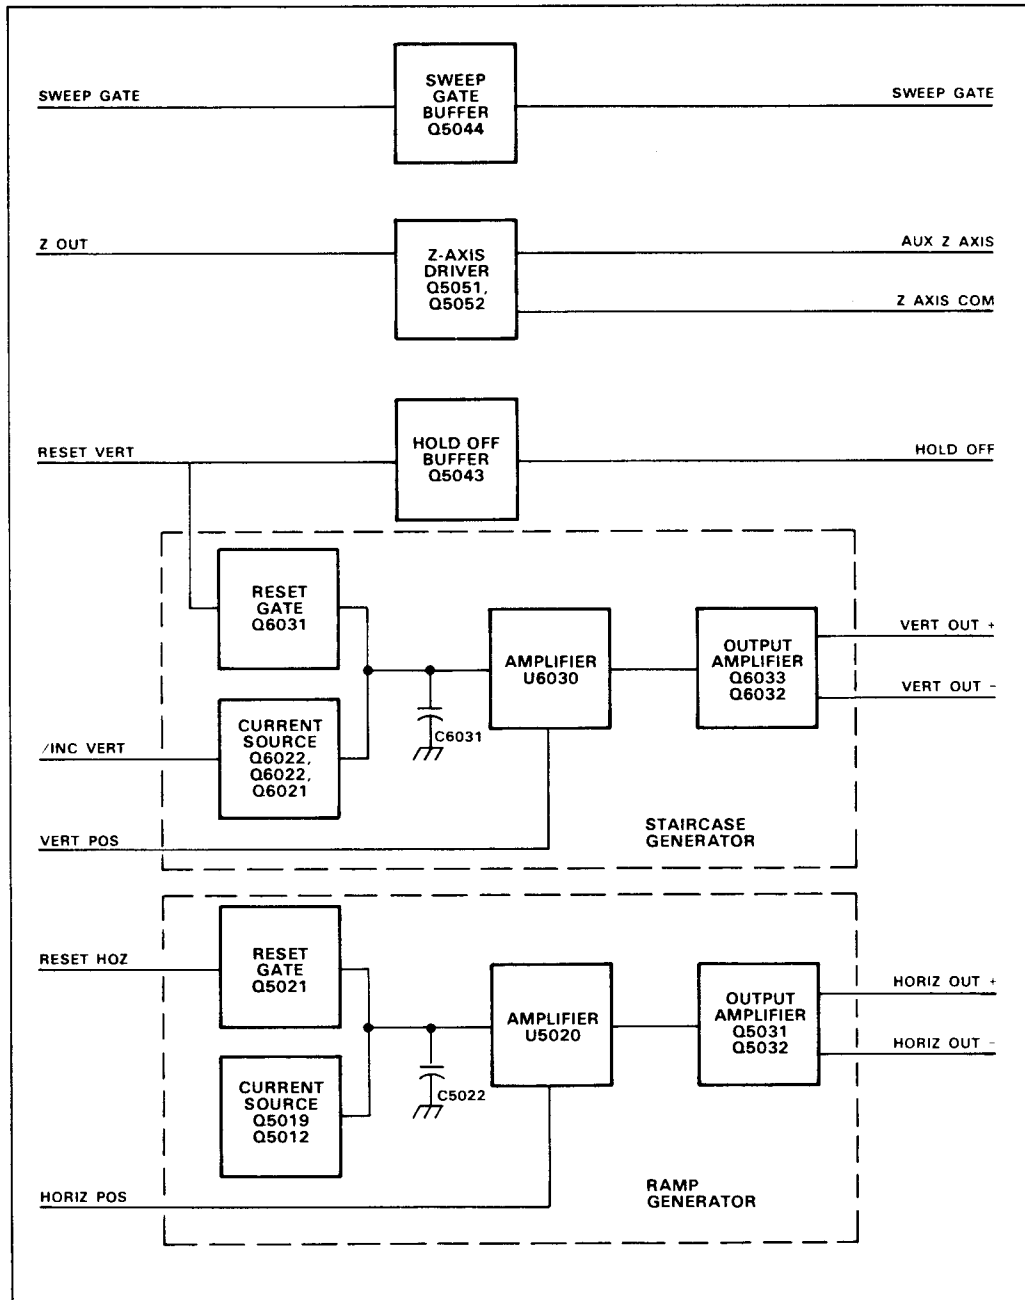 SWEEP GATE
SWEEP
GATE
BUFFER
Q5044
SWEEP GATE
Z OUT
Z-AXIS
DRIVER
Q5051,
Q5052
AUX Z AXIS
Z AXIS COM
RESET VERT
HOLD OFF
BUFFER
Q5043
HOLD OFF
RESET
GATE
Q6031
/INC VERT
CURRENT
SOURCE
Q6022,
Q6022,
Q6021
C6031
AMPLIFIER
U6030
OUTPUT
AMPLIFIER
Q6033
Q6032
VERT OUT +
VERT OUT -
VERT POS
STAIRCASE
GENERATOR
RESET HOZ
RESET
GATE
Q5021
CURRENT
SOURCE
Q5019
Q5012
C5022
AMPLIFIER
U5020
OUTPUT
AMPLIFIER
Q5031
Q5032
HORIZ OUT +
HORIZ OUT -
HORIZ POS
RAMP
GENERATOR